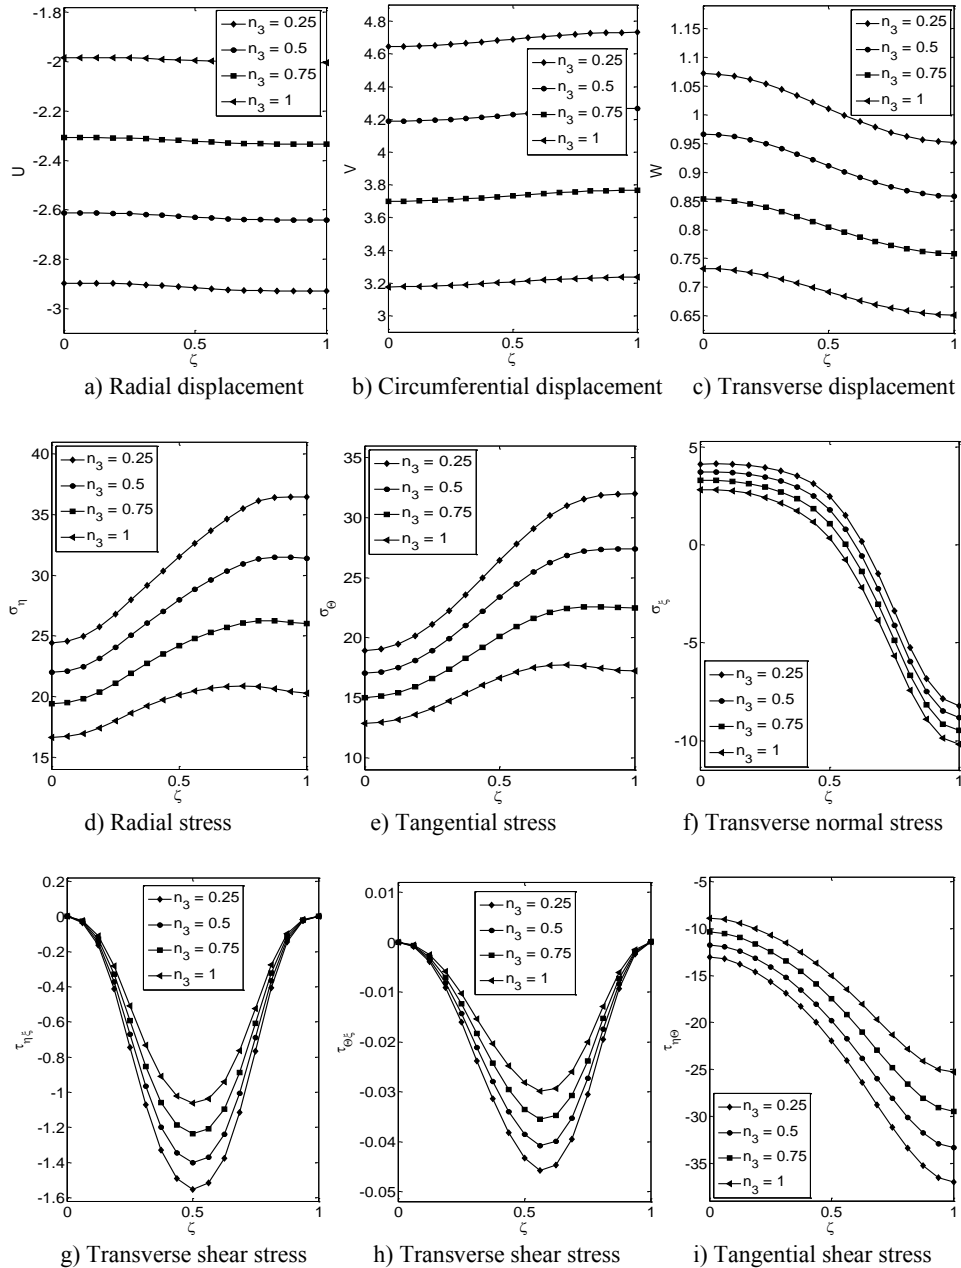 -1.8
-2
-2.2
-2.4
-2.6
-2.8
-3
U
n3 = 0.25
n3 = 0.5
n3 = 0.75
n3 = 1
0 0.5 1
ζ
a) Radial displacement
4.8
4.6
4.4
4.2
4
3.8
3.6
3.4
3.2
3
V
n3 = 0.25
n3 = 0.5
n3 = 0.75
n3 = 1
0 0.5 1
ζ
b) Circumferential displacement
1.15
1.1
1.05
1
0.95
0.9
0.85
0.8
0.75
0.7
0.65
W
n3 = 0.25
n3 = 0.5
n3 = 0.75
n3 = 1
0 0.5 1
ζ
c) Transverse displacement
40
35
30
25
20
15
ση
n3 = 0.25
n3 = 0.5
n3 = 0.75
n3 = 1
0 0.5 1
ζ
d) Radial stress
35
30
25
20
15
10
σΘ
n3 = 0.25
n3 = 0.5
n3 = 0.75
n3 = 1
0 0.5 1
ζ
e) Tangential stress
5
0
-5
-10
σξ
n3 = 0.25
n3 = 0.5
n3 = 0.75
n3 = 1
0 0.5 1
ζ
f) Transverse normal stress
0.2
0
-0.2
-0.4
-0.6
-0.8
-1
-1.2
-1.4
-1.6
τηξ
n3 = 0.25
n3 = 0.5
n3 = 0.75
n3 = 1
0 0.5 1
ζ
g) Transverse shear stress
0.01
0
-0.01
-0.02
-0.03
-0.04
-0.05
τΘξ
n3 = 0.25
n3 = 0.5
n3 = 0.75
n3 = 1
0 0.5 1
ζ
h) Transverse shear stress
-5
-10
-15
-20
-25
-30
-35
τηΘ
n3 = 0.25
n3 = 0.5
n3 = 0.75
n3 = 1
0 0.5 1
ζ
i) Tangential shear stress